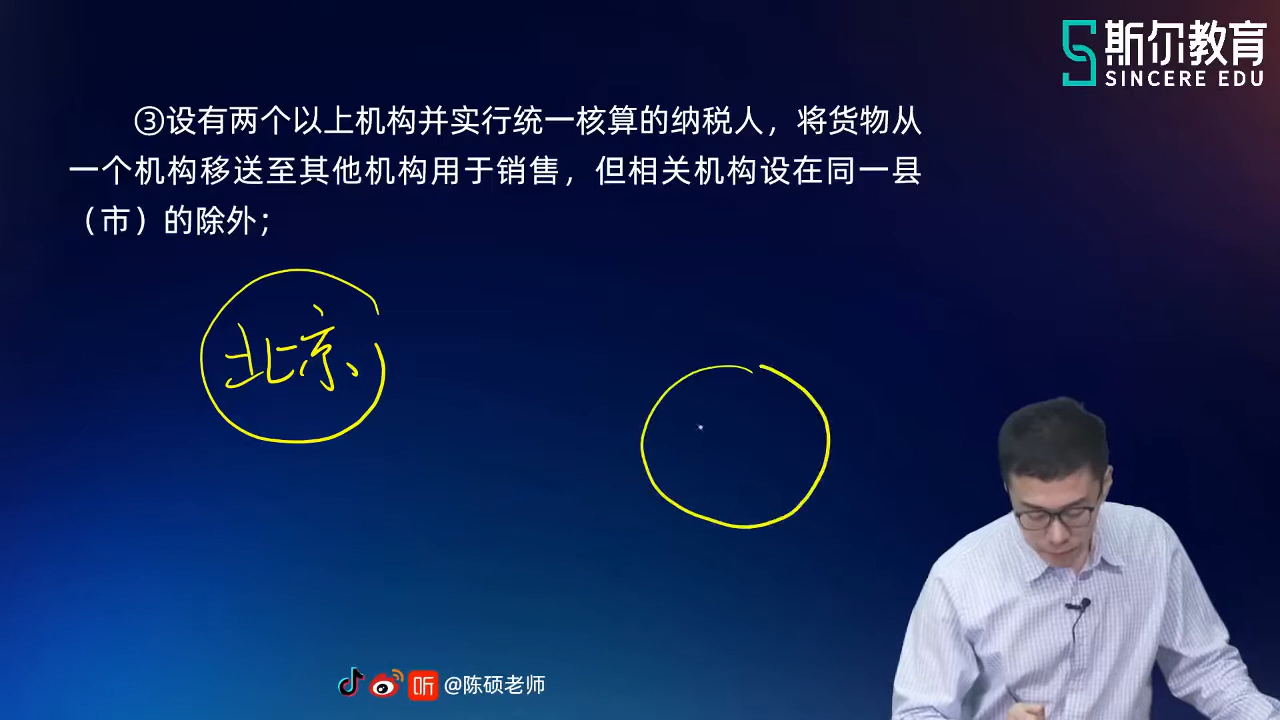 斯尔教育
SINCERE EDU
③设有两个以上机构并实行统一核算的纳税人，将货物从
一个机构移送至其他机构用于销售，但相关机构设在同一县
（市）的除外；
北京
听 @陈硕老师